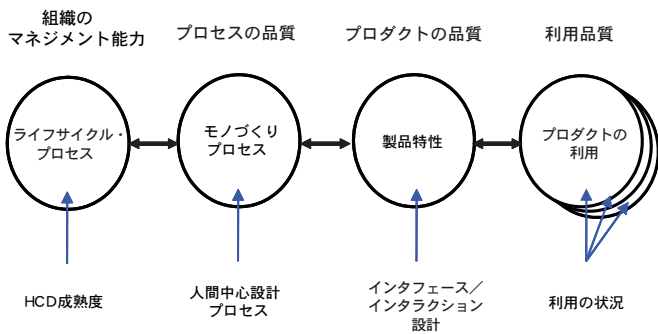 組織の
マネジメント能力
プロセスの品質
プロダクトの品質
利用品質
ライフサイクル・
プロセス
モノづくり
プロセス
製品特性
プロダクトの
利用
HCD成熟度
人間中心設計
プロセス
インタフェース／
インタラクション
設計
利用の状況